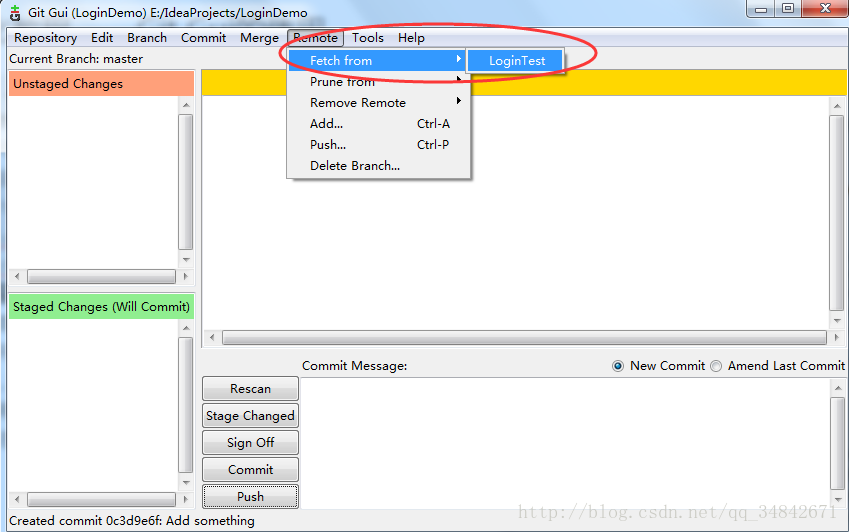 Git Gui (LoginDemo) E:/IdeaProjects/LoginDemo
Repository Edit Branch Commit Merge Remote Tools Help
Current Branch: master
Fetch from LoginTest
Unstaged Changes
Prune from
Remove Remote
Add... Ctrl-A
Push... Ctrl-P
Delete Branch...
Staged Changes (Will Commit)
Commit Message: New Commit Amend Last Commit
Rescan
Stage Changed
Sign Off
Commit
Push
http://blog.csdn.net/qq_34842671
Created commit 0c3d9e6f: Add something